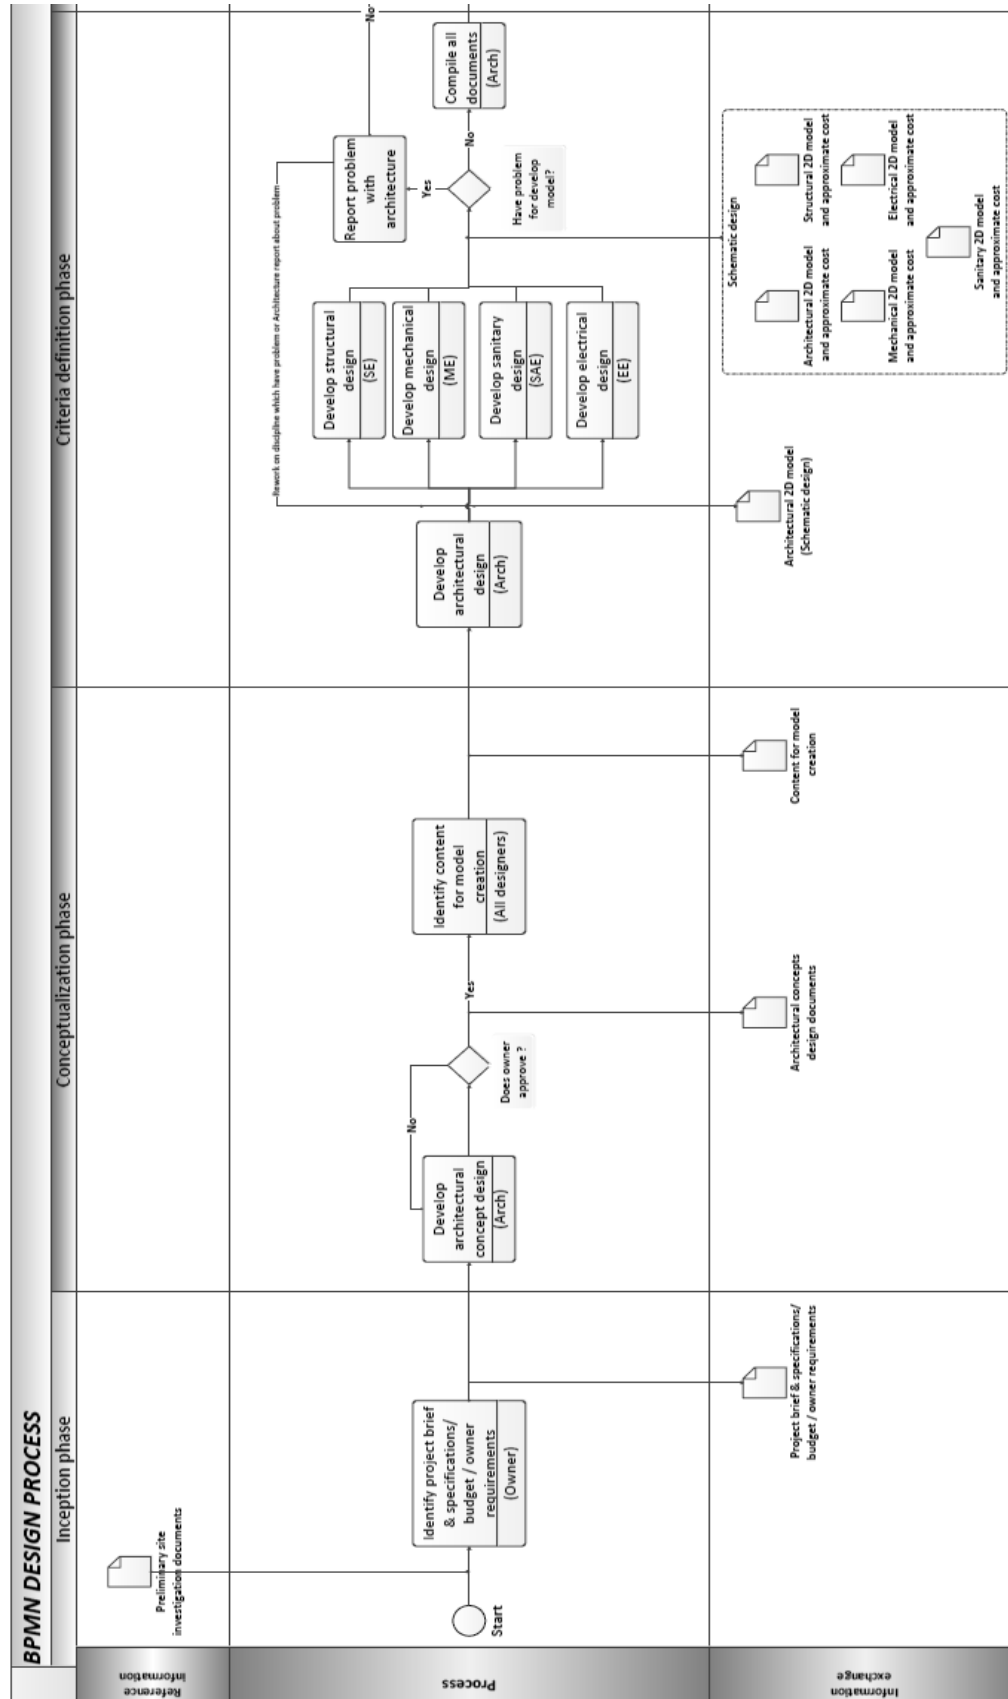 BPMN DESIGN PROCESS
Inception phase
Conceptualization phase
Criteria definition phase
Reference
Information
Preliminary site
investigation documents
Process
Start
Identify project brief
& specifications/
budget / owner
requirements
(Owner)
Develop
architectural
concept design
(Arch)
No
Does owner
approve ?
Yes
Identify content
for model
creation
(All designers)
Develop
architectural
design
(Arch)
Rework on discipline which have problem or Architecture report about problem
Develop structural
design
(SE)
Develop mechanical
design
(ME)
Develop sanitary
design
(SAE)
Develop electrical
design
(EE)
Have problem
for develop
model?
Yes
No
Report problem
with
architecture
No
Compile all
documents
(Arch)
Information
exchange
Project brief & specifications/
budget / owner requirements
Architectural concepts
design documents
Content for model
creation
Architectural 2D model
(Schematic design)
Schematic design
Architectural 2D model
and approximate cost
Structural 2D model
and approximate cost
Mechanical 2D model
and approximate cost
Electrical 2D model
and approximate cost
Sanitary 2D model
and approximate cost